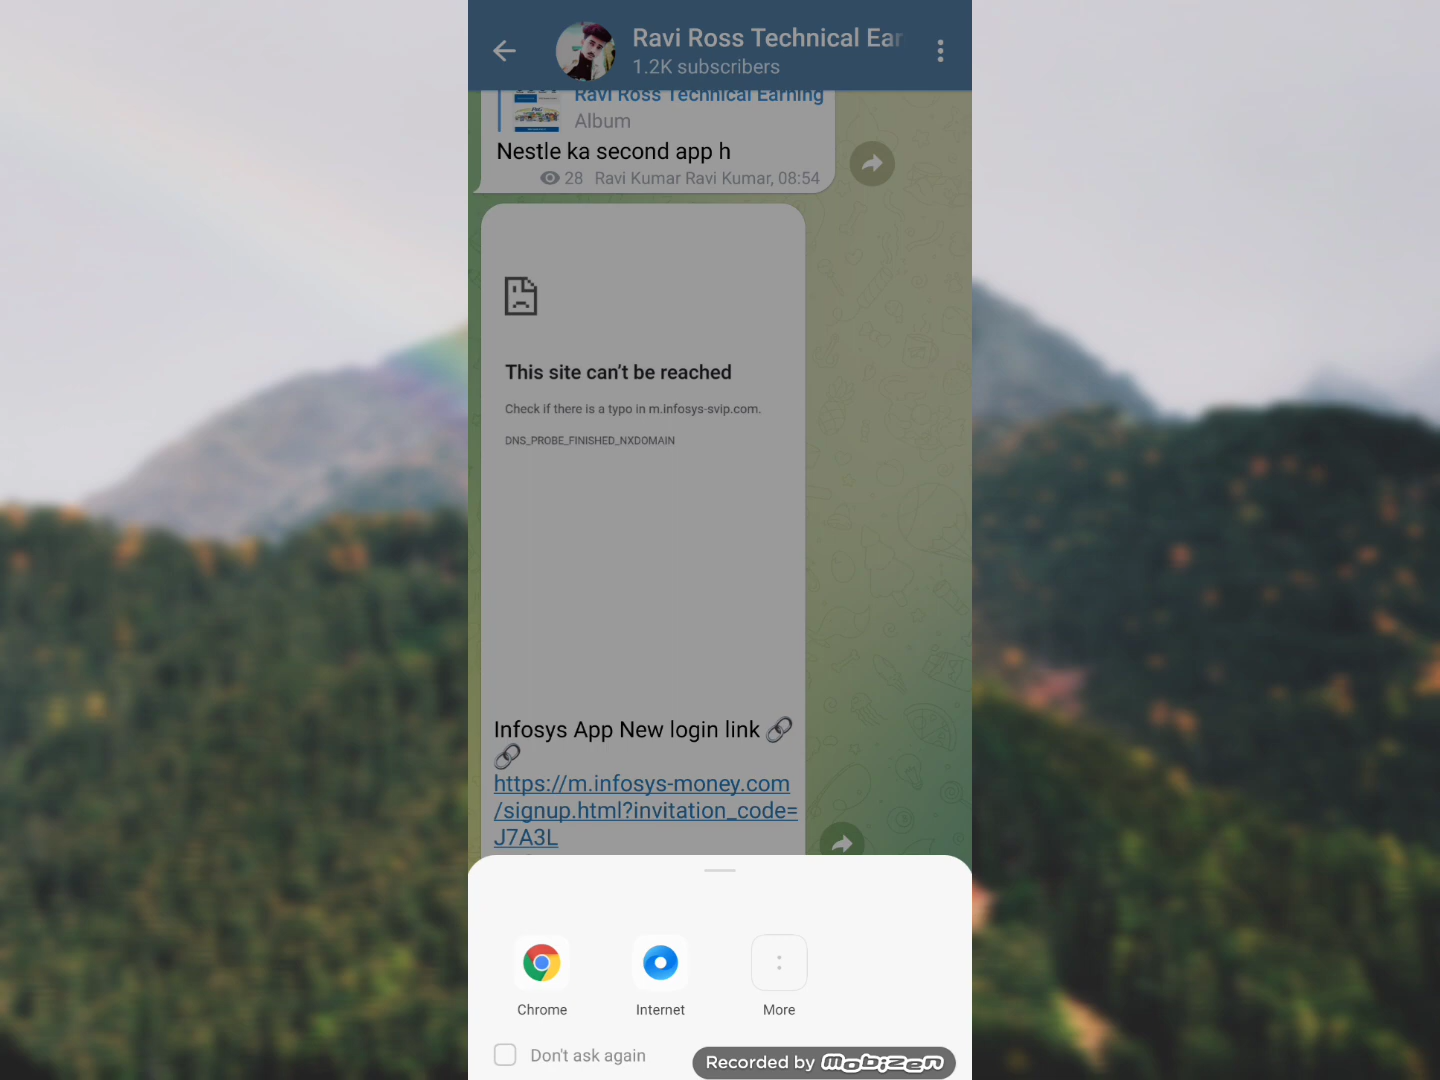 Ravi Ross Technical Ear
1.2K subscribers
Ravi Ross Technical Earning
Album
Nestle ka second app h
28 Ravi Kumar Ravi Kumar, 08:54
This site can't be reached
Check if there is a typo in m.infosys-svip.com.
DNS_PROBE_FINISHED_NXDOMAIN
Infosys App New login link
https://m.infosys-money.com
/signup.html?invitation_code=
J7A3L
Chrome
Internet
More
Don't ask again
Recorded by mobizen